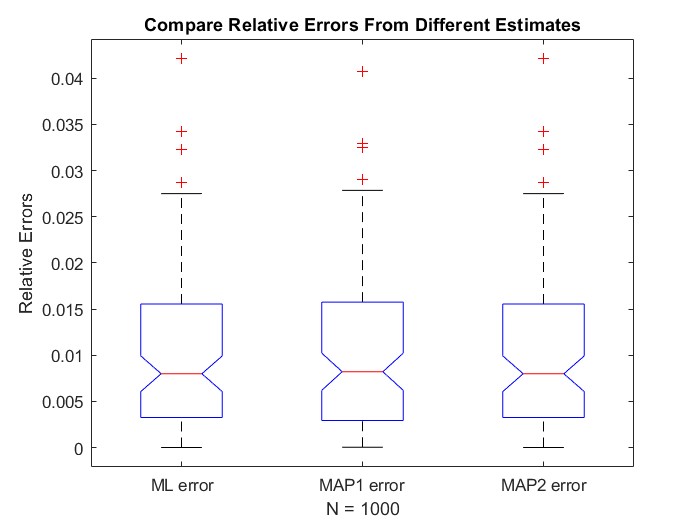 Compare Relative Errors From Different Estimates
0.04
0.035
0.03
0.025
0.02
0.015
0.01
0.005
0
Relative Errors
ML error
MAP1 error
MAP2 error
N = 1000